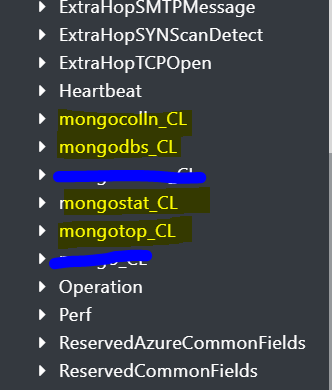 ExtraHopSMTPMessage
ExtraHopSYNScanDetect
ExtraHopTCPOpen
Heartbeat
mongocolln_CL
mongodbs_CL
mongostat_CL
mongotop_CL
Operation
Perf
ReservedAzureCommonFields
ReservedCommonFields